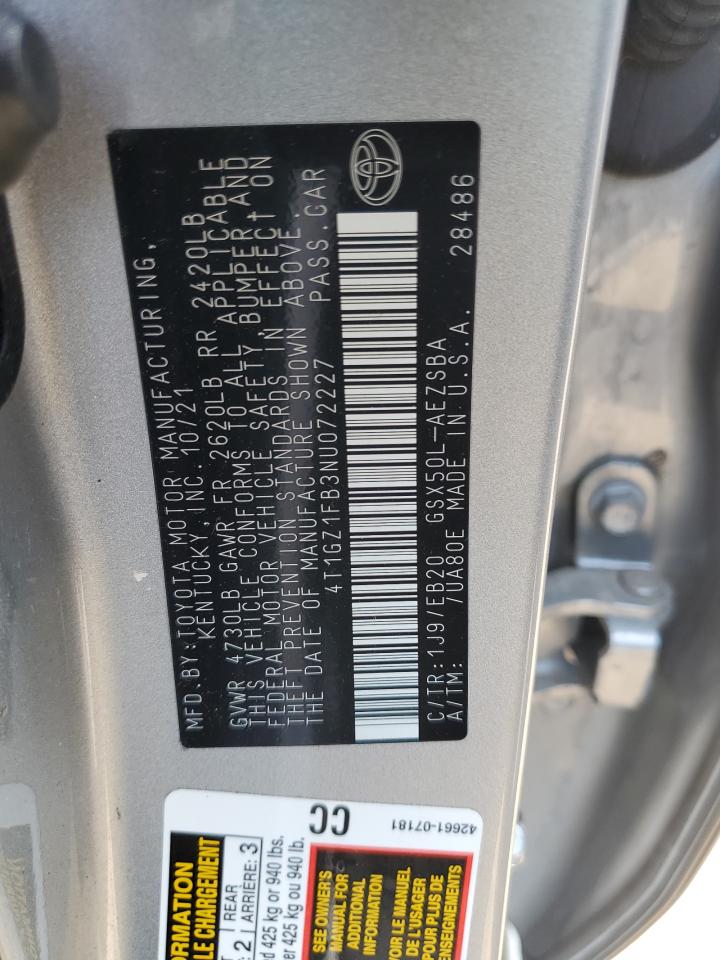 MFD.BY:TOYOTA MOTOR MANUFACTURING,
KENTUCKY, INC. 10/21
GVWR 4730LB GAWR FR 2620LB RR 2420LB
THIS VEHICLE CONFORMS TO ALL APPLICABLE
FEDERAL MOTOR VEHICLE SAFETY, BUMPER AND
THEFT PREVENTION STANDARDS IN EFFECT ON
THE DATE OF MANUFACTURE SHOWN ABOVE.
4T1GZ1FB3NU072227 PASS.CAR
C/TR:1J9/EB20 GSX50L-AEZSBA
A/TM: 7UA80E MADE IN U.S.A. 28486
CC
42661-07181
LE CHARGEMENT
REAR
2 ARRIÈRE: 3
425 kg or 940 lbs.
425 kg ou 940 lb.
SEE OWNER'S
MANUAL FOR
ADDITIONAL
INFORMATION
VOIR LE MANUEL
DE L'USAGER
POUR PLUS DE